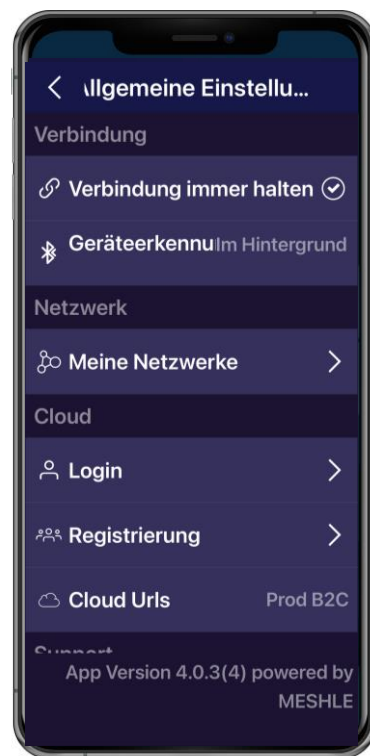 llgemeine Einstellu...
Verbindung
Verbindung immer halten
Geräteerkennu Im Hintergrund
Netzwerk
Meine Netzwerke
Cloud
Login
Registrierung
Cloud Urls Prod B2C
Support
App Version 4.0.3(4) powered by
MESHLE